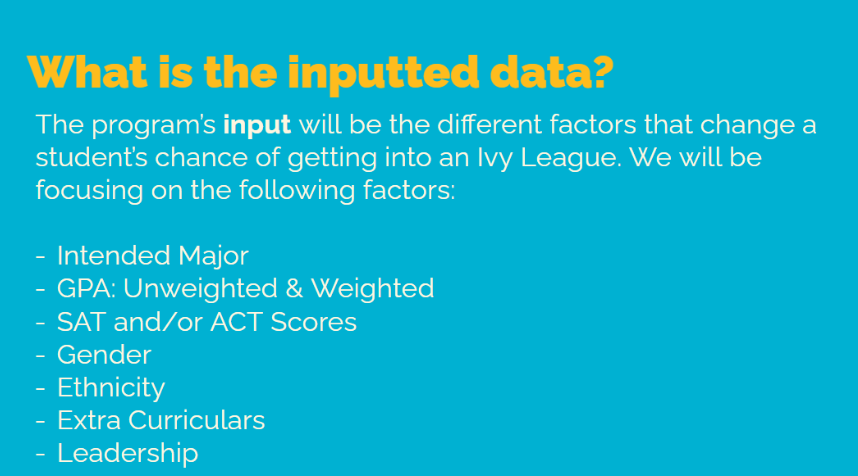 What is the inputted data?
The program's input will be the different factors that change a
student's chance of getting into an Ivy League. We will be
focusing on the following factors:
- Intended Major
- GPA: Unweighted & Weighted
- SAT and/or ACT Scores
- Gender
- Ethnicity
- Extra Curriculars
- Leadership